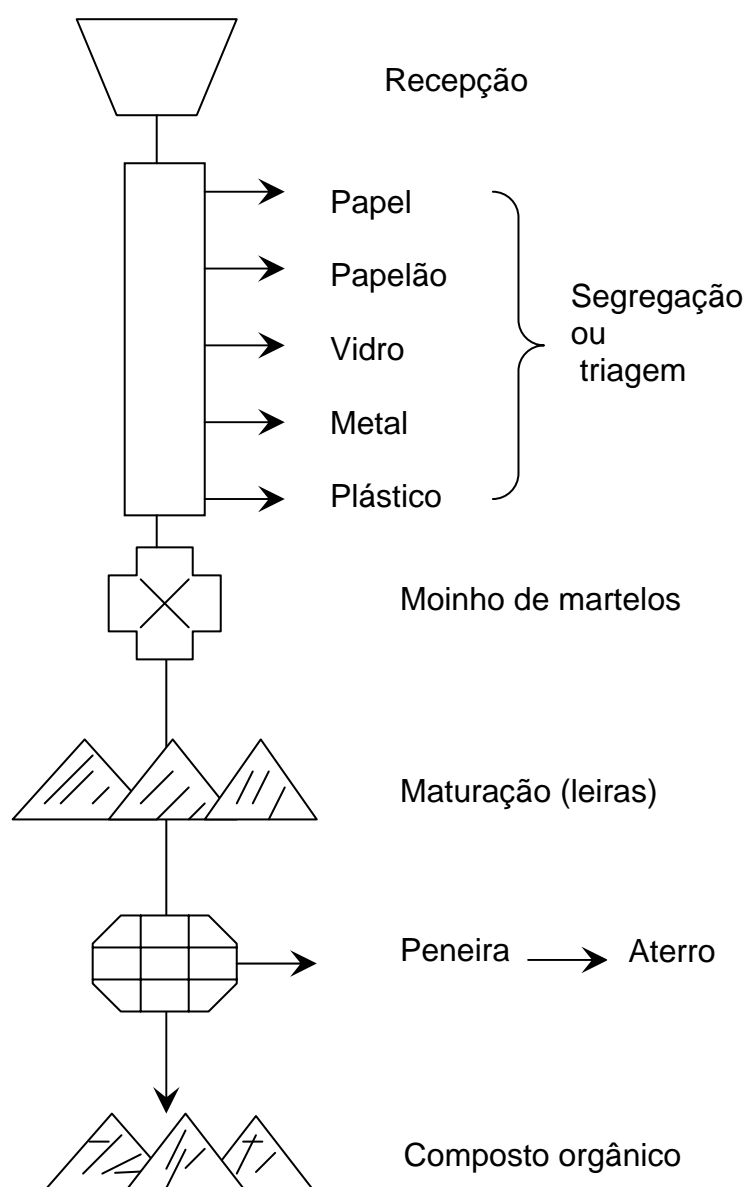 Recepção
Papel
Papelão
Vidro
Metal
Plástico
Segregação
ou
triagem
Moinho de martelos
Maturação (leiras)
Peneira
Aterro
Composto orgânico